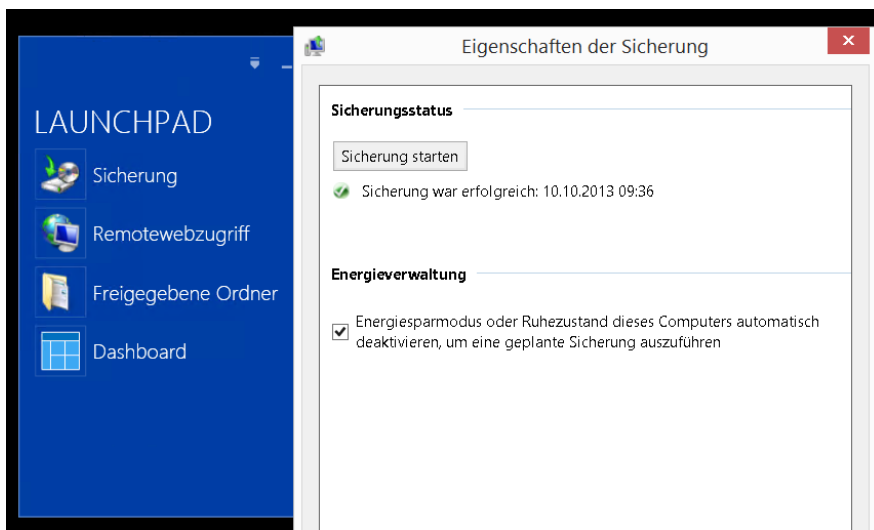 Eigenschaften der Sicherung
LAUNCHPAD
Sicherung
Remotewebzugriff
Freigegebene Ordner
Dashboard
Sicherungsstatus
Sicherung starten
Sicherung war erfolgreich: 10.10.2013 09:36
Energieverwaltung
Energiesparmodus oder Ruhezustand dieses Computers automatisch
deaktivieren, um eine geplante Sicherung auszuführen